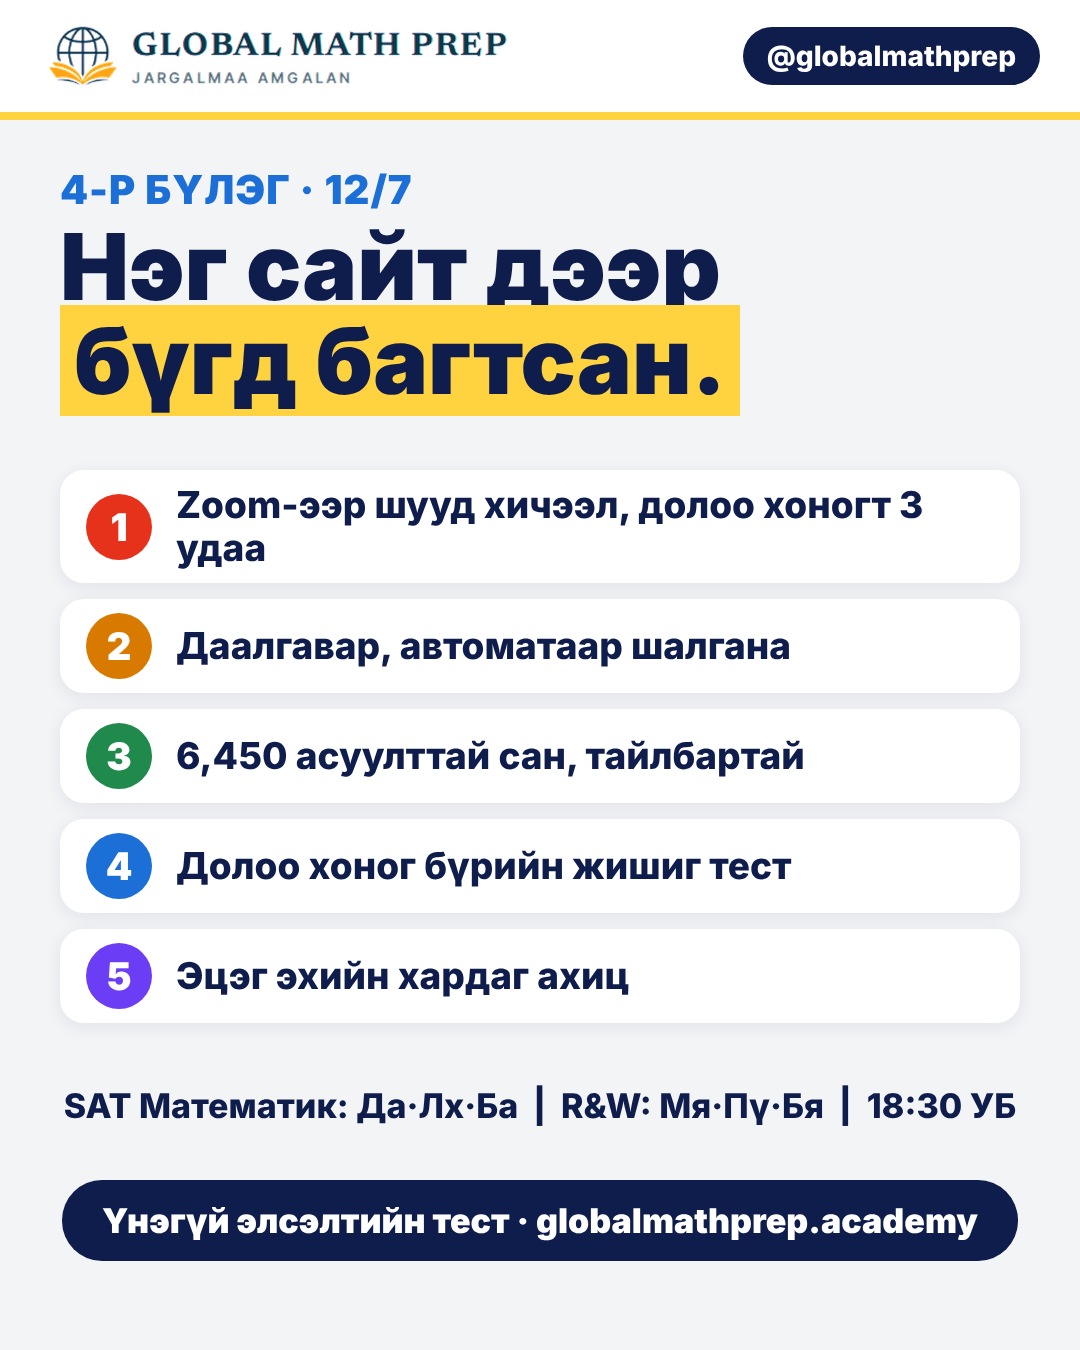 GLOBAL MATH PREP
JARGALMAA AMGALAN
@globalmathprep
4-Р БҮЛЭГ · 12/7
Нэг сайт дээр
бүгд багтсан.
1 Zoom-ээр шууд хичээл, долоо хоногт 3
удаа
2 Даалгавар, автоматаар шалгана
3 6,450 асуулттай сан, тайлбартай
4 Долоо хоног бүрийн жишиг тест
5 Эцэг эхийн хардаг ахиц
SAT Математик: Да·Лх·Ба | R&W: Мя·Пү·Бя | 18:30 УБ
Үнэгүй элсэлтийн тест · globalmathprep.academy